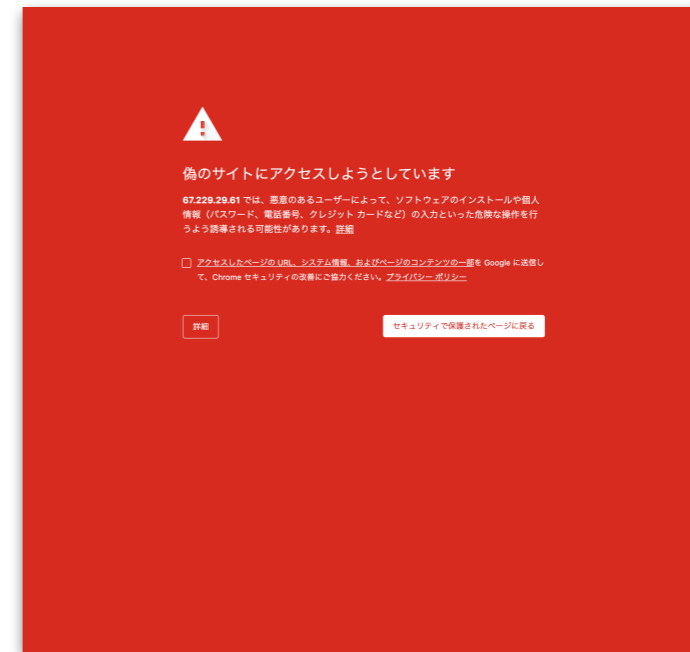 偽のサイトにアクセスしようとしています
67.229.29.61 では、悪意のあるユーザーによって、ソフトウェアのインストールや個人
情報（パスワード、電話番号、クレジット カードなど）の入力といった危険な操作を行
うよう誘導される可能性があります。詳細
アクセスしたページの URL、システム情報、およびページのコンテンツの一部を Google に送信し
て、Chrome セキュリティの改善にご協力ください。プライバシー ポリシー
詳細
セキュリティで保護されたページに戻る